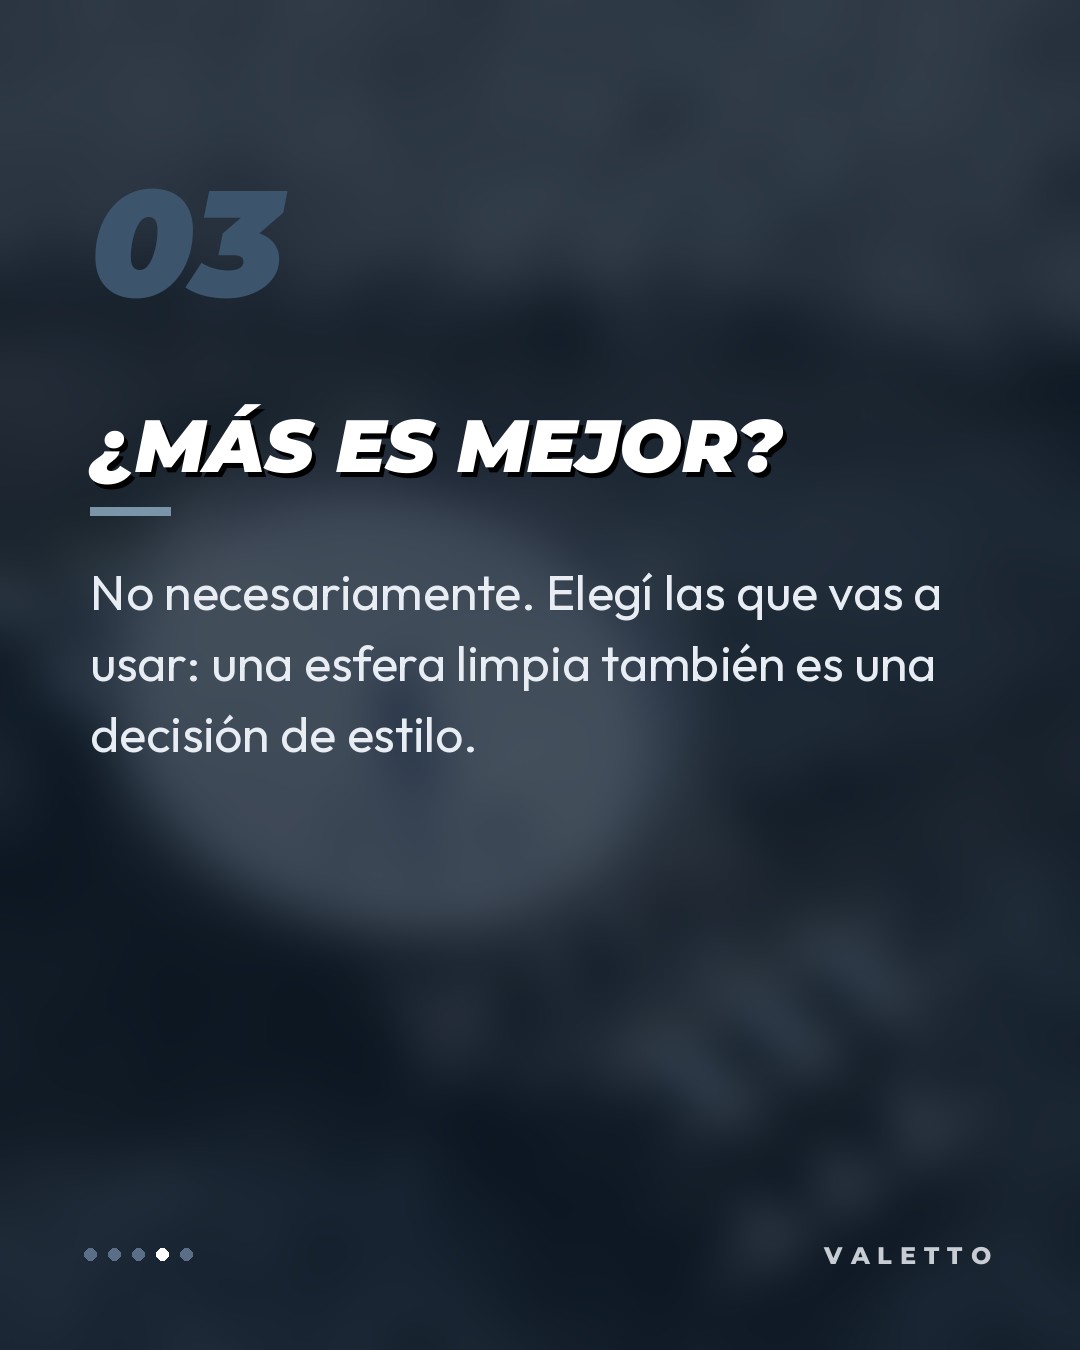 03
¿MÁS ES MEJOR?
No necesariamente. Elegí las que vas a
usar: una esfera limpia también es una
decisión de estilo.
VALETTO